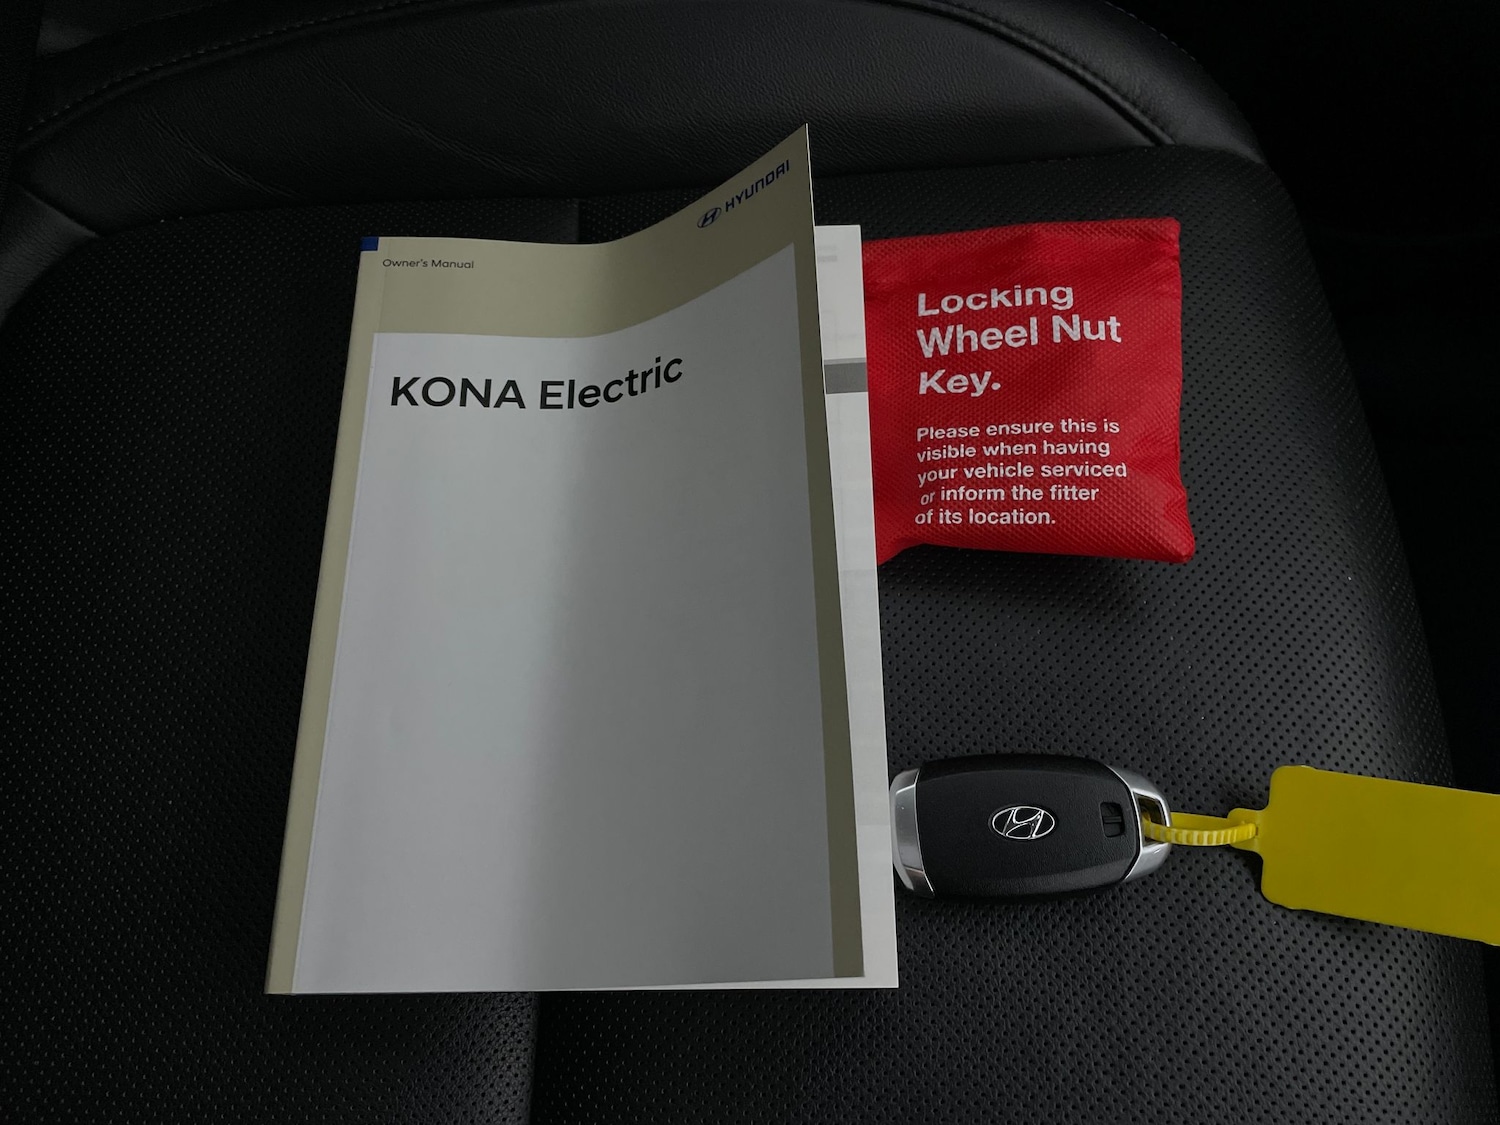 Owner's Manual
HYUNDAI
KONA Electric
Locking
Wheel Nut
Key.
Please ensure this is
visible when having
your vehicle serviced
or inform the fitter
of its location.